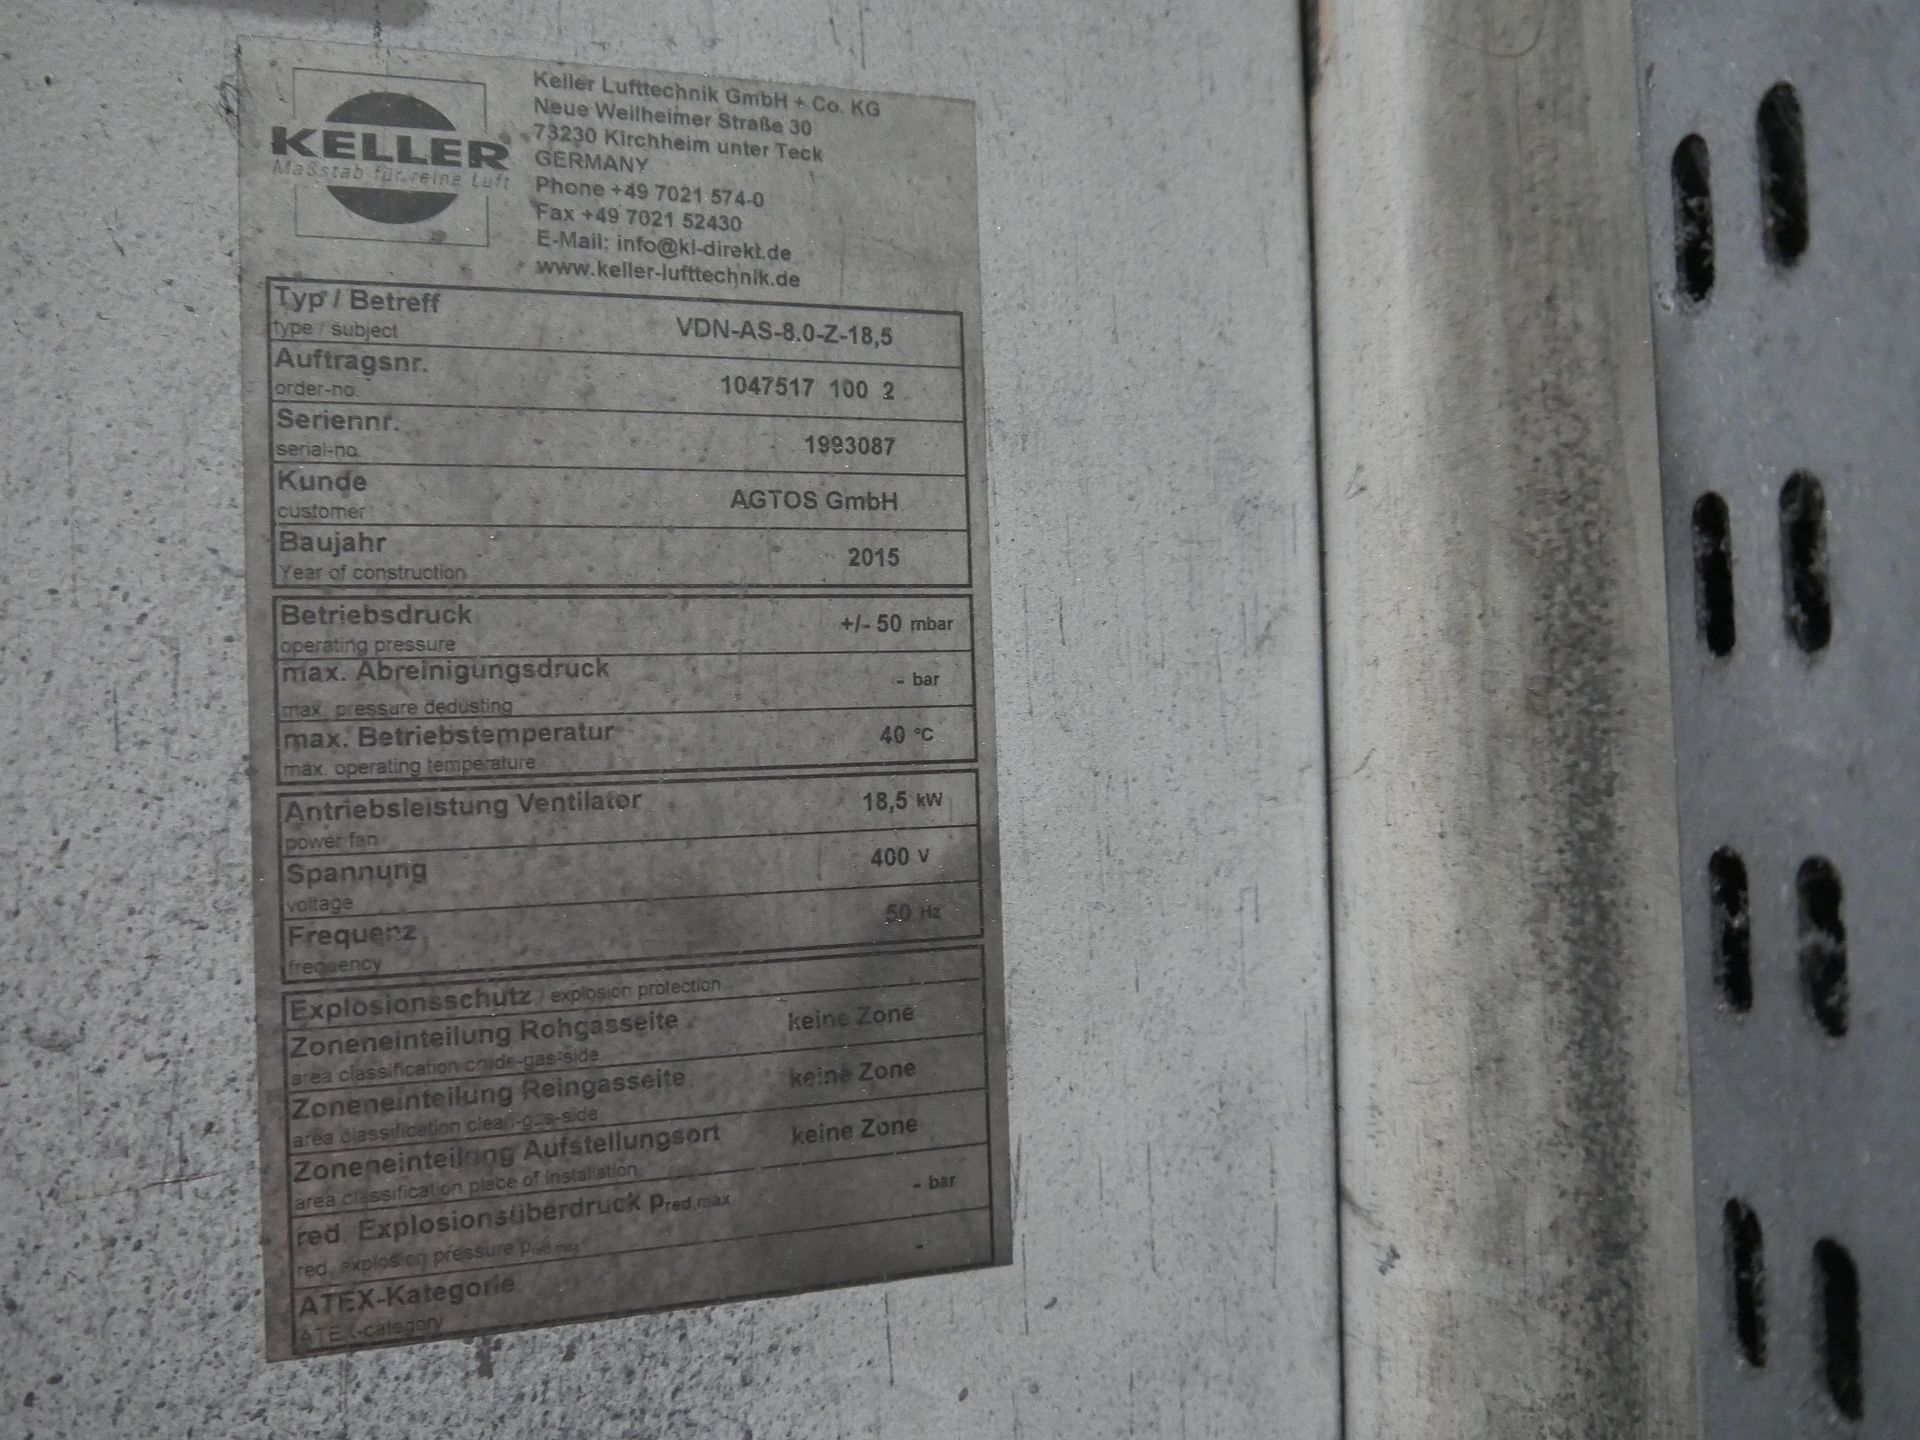 KELLER
Maßstab für reine Luft
Keller Lufttechnik GmbH + Co. KG
Neue Weilheimer Straße 30
73230 Kirchheim unter Teck
GERMANY
Phone +49 7021 574-0
Fax +49 7021 52430
E-Mail: info@kl-direkt.de
www.keller-lufttechnik.de
Typ / Betreff
type / subject
VDN-AS-8.0-Z-18,5
Auftragsnr.
order-no.
1047517 100 2
Seriennr.
serial-no.
1993087
Kunde
customer
AGTOS GmbH
Baujahr
Year of construction
2015
Betriebsdruck
operating pressure
+/- 50 mbar
max. Abreinigungsdruck
max. pressure dedusting
- bar
max. Betriebstemperatur
max. operating temperature
40 °C
Antriebsleistung Ventilator
power fan
18,5 kW
Spannung
voltage
400 V
Frequenz
frequency
50 Hz
Explosionsschutz / explosion protection
Zoneneinteilung Rohgasseite
area classification crude-gas-side
keine Zone
Zoneneinteilung Reingasseite
area classification clean-gas-side
keine Zone
Zoneneinteilung Aufstellungsort
area classification place of installation
keine Zone
red. Explosionsüberdruck pred,max
red. explosion pressure pred,max
- bar
ATEX-Kategorie
ATEX-category
-